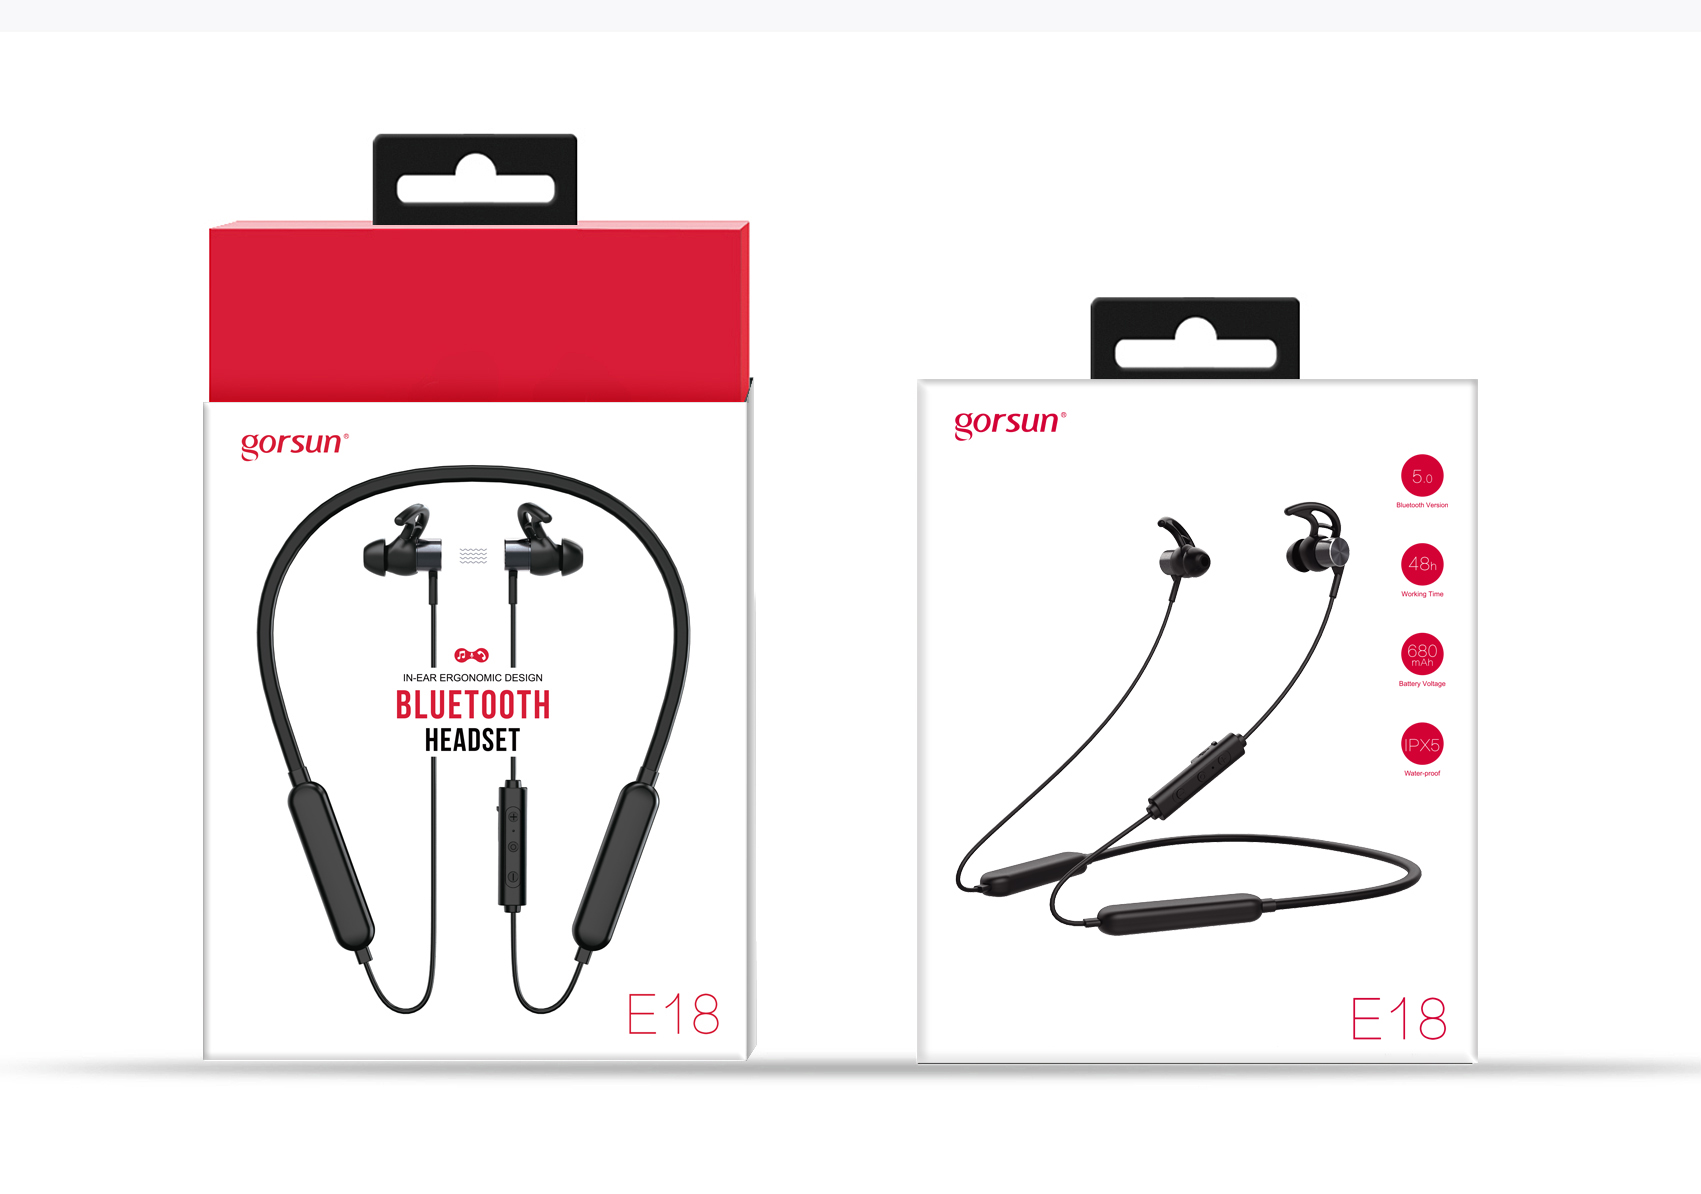 gorsun®
IN-EAR ERGONOMIC DESIGN
BLUETOOTH
HEADSET
E18
gorsun®
5.0
Bluetooth Version
48h
Working Time
680
mAh
Battery Voltage
IPX5
Water-proof
E18